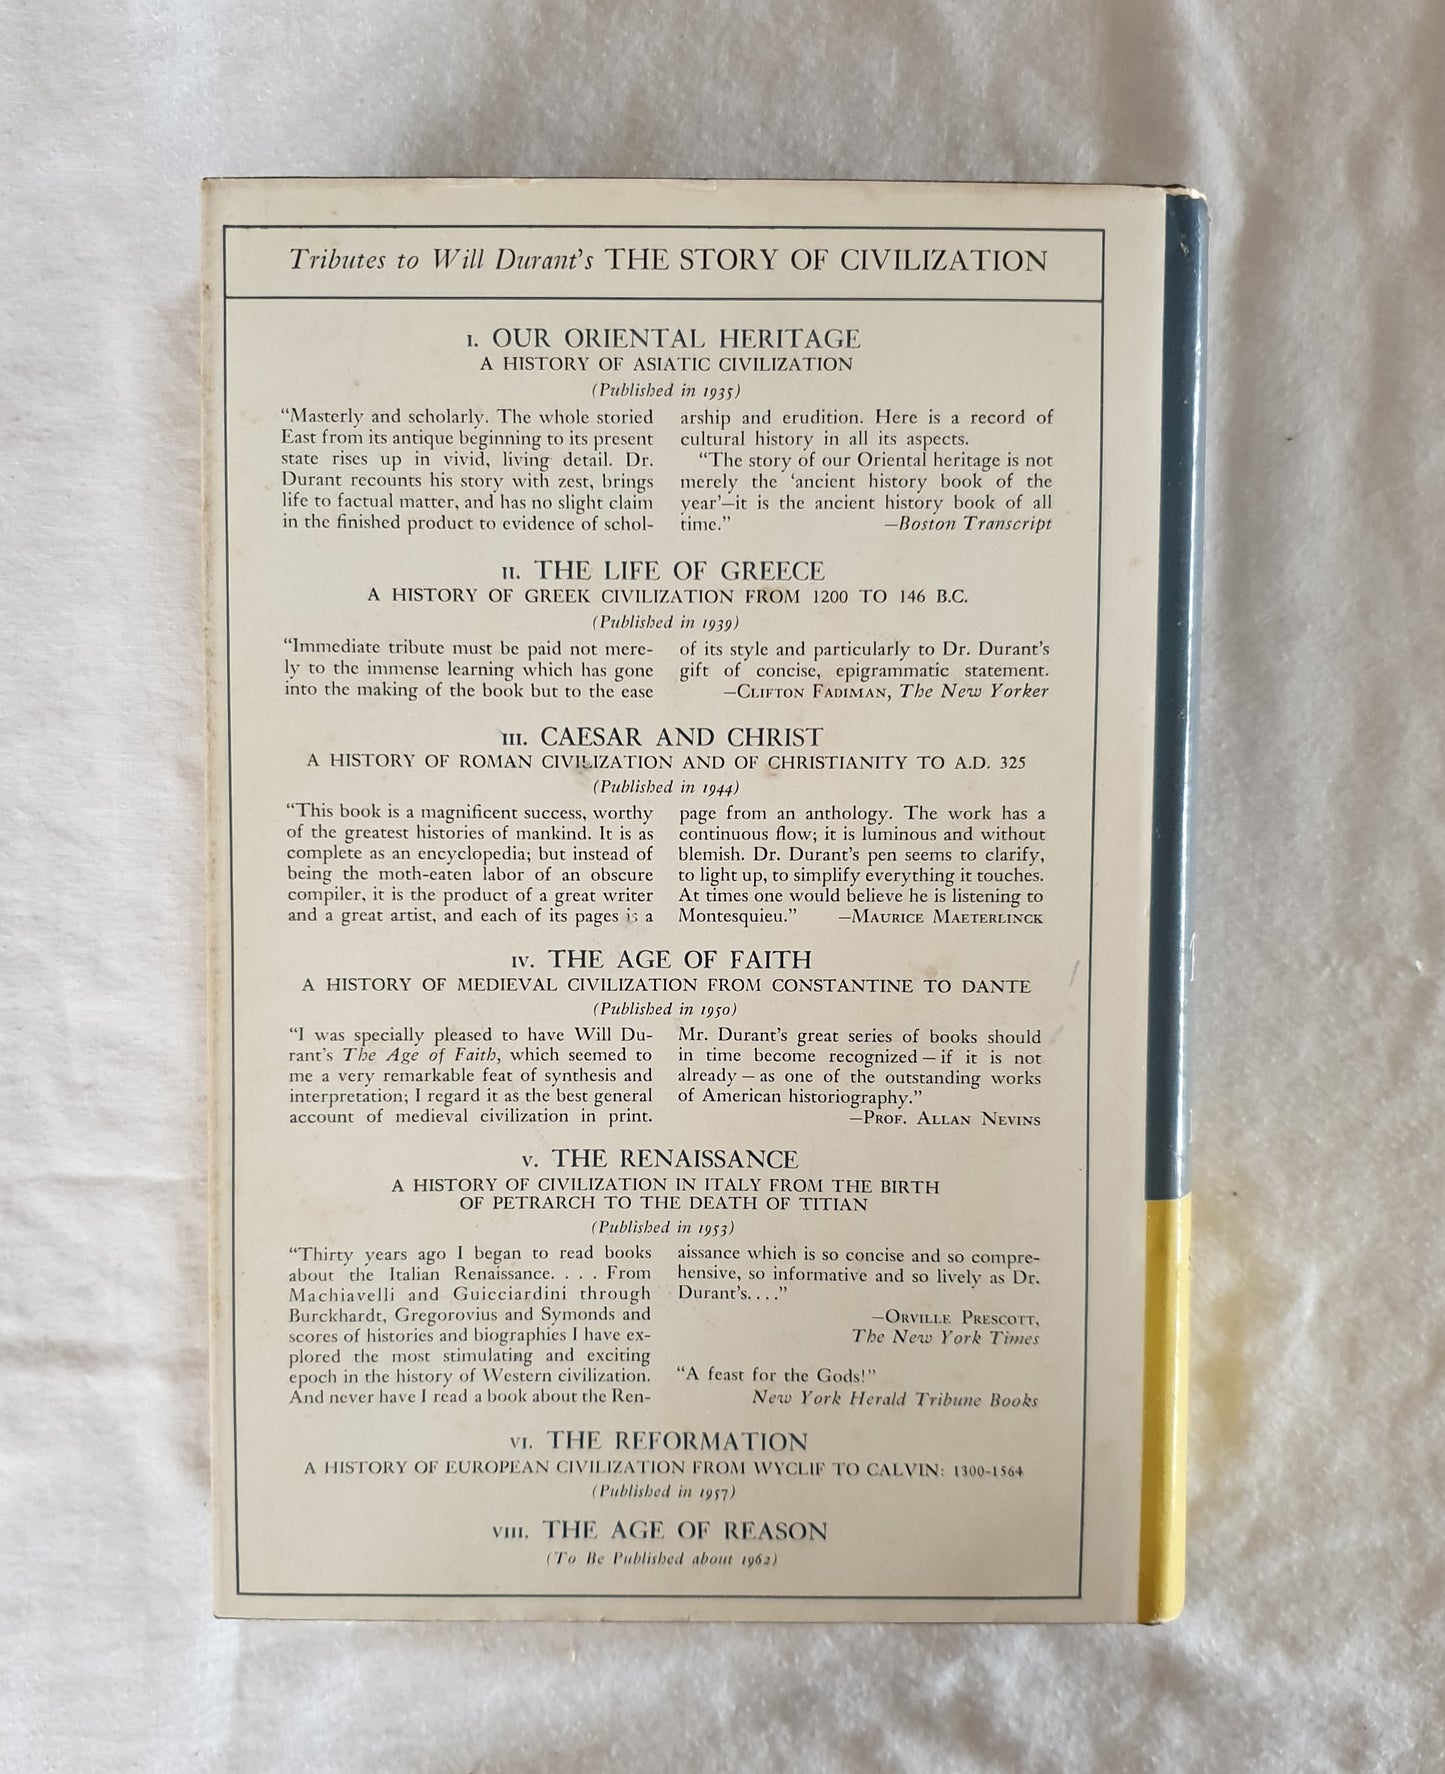 Tributes to Will Durant's THE STORY OF CIVILIZATION
I. OUR ORIENTAL HERITAGE
A HISTORY OF ASIATIC CIVILIZATION
(Published in 1935)
"Masterly and scholarly. The whole storied
East from its antique beginning to its present
state rises up in vivid, living detail. Dr.
Durant recounts his story with zest, brings
life to factual matter, and has no slight claim
in the finished product to evidence of schol-
arship and erudition. Here is a record of
cultural history in all its aspects.
"The story of our Oriental heritage is not
merely the 'ancient history book of the
year'—it is the ancient history book of all
time." —Boston Transcript
II. THE LIFE OF GREECE
A HISTORY OF GREEK CIVILIZATION FROM 1200 TO 146 B.C.
(Published in 1939)
"Immediate tribute must be paid not mere-
ly to the immense learning which has gone
into the making of the book but to the ease
of its style and particularly to Dr. Durant's
gift of concise, epigrammatic statement.
—CLIFTON FADIMAN, The New Yorker
III. CAESAR AND CHRIST
A HISTORY OF ROMAN CIVILIZATION AND OF CHRISTIANITY TO A.D. 325
(Published in 1944)
"This book is a magnificent success, worthy
of the greatest histories of mankind. It is as
complete as an encyclopedia; but instead of
being the moth-eaten labor of an obscure
compiler, it is the product of a great writer
and a great artist, and each of its pages is a
page from an anthology. The work has a
continuous flow; it is luminous and without
blemish. Dr. Durant's pen seems to clarify,
to light up, to simplify everything it touches.
At times one would believe he is listening to
Montesquieu." —MAURICE MAETERLINCK
IV. THE AGE OF FAITH
A HISTORY OF MEDIEVAL CIVILIZATION FROM CONSTANTINE TO DANTE
(Published in 1950)
"I was specially pleased to have Will Du-
rant's The Age of Faith, which seemed to
me a very remarkable feat of synthesis and
interpretation; I regard it as the best general
account of medieval civilization in print.
Mr. Durant's great series of books should
in time become recognized — if it is not
already — as one of the outstanding works
of American historiography."
—PROF. ALLAN NEVINS
V. THE RENAISSANCE
A HISTORY OF CIVILIZATION IN ITALY FROM THE BIRTH
OF PETRARCH TO THE DEATH OF TITIAN
(Published in 1953)
"Thirty years ago I began to read books
about the Italian Renaissance. . . . From
Machiavelli and Guicciardini through
Burckhardt, Gregorovius and Symonds and
scores of histories and biographies I have ex-
plored the most stimulating and exciting
epoch in the history of Western civilization.
And never have I read a book about the Ren-
aissance which is so concise and so compre-
hensive, so informative and so lively as Dr.
Durant's. . . ."
—ORVILLE PRESCOTT,
The New York Times
"A feast for the Gods!"
New York Herald Tribune Books
VI. THE REFORMATION
A HISTORY OF EUROPEAN CIVILIZATION FROM WYCLIF TO CALVIN: 1300-1564
(Published in 1957)
VIII. THE AGE OF REASON
(To Be Published about 1962)